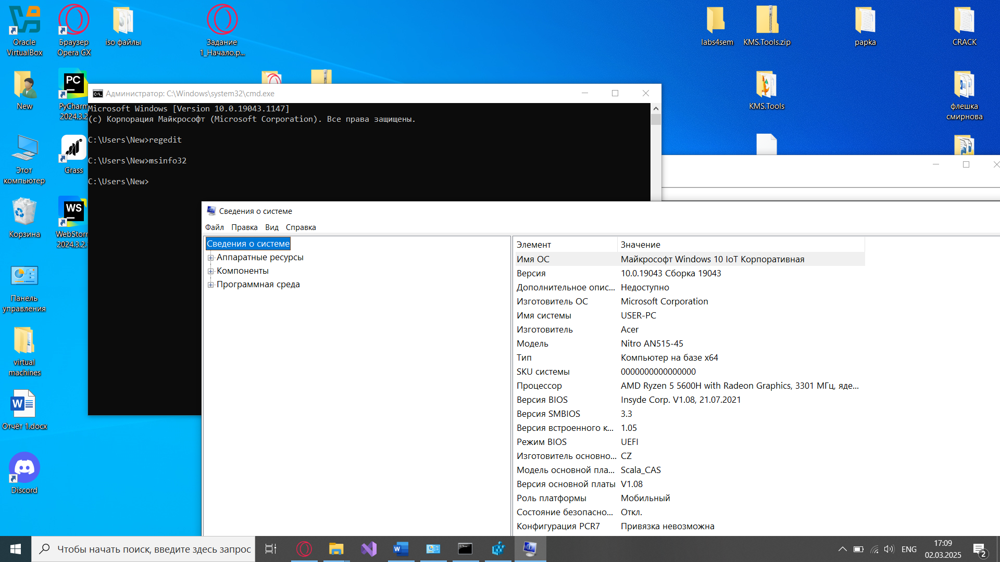 Oracle
VirtualBox
Браузер
Opera GX
iso файлы
Задание
1_Начало.р...
labs4sem
KMS.Tools.zip
papka
CRACK
New
PC
PyCharm
2024.3.2
KMS.Tools
флешка
смирнова
Этот
компьютер
Grass
Корзина
WS
WebStorm
2024.3.2.
Панель
управления
virtual
machines
Отчёт 1.docx
Discord
Администратор: C:\Windows\system32\cmd.exe
Microsoft Windows [Version 10.0.19043.1147]
(c) Корпорация Майкрософт (Microsoft Corporation). Все права защищены.
C:\Users\New>regedit
C:\Users\New>msinfo32
C:\Users\New>
Сведения о системе
Файл Правка Вид Справка
Сведения о системе
Аппаратные ресурсы
Компоненты
Программная среда
Элемент Значение
Имя ОС Майкрософт Windows 10 IoT Корпоративная
Версия 10.0.19043 Сборка 19043
Дополнительное опис... Недоступно
Изготовитель ОС Microsoft Corporation
Имя системы USER-PC
Изготовитель Acer
Модель Nitro AN515-45
Тип Компьютер на базе x64
SKU системы 0000000000000000
Процессор AMD Ryzen 5 5600H with Radeon Graphics, 3301 МГц, яде...
Версия BIOS Insyde Corp. V1.08, 21.07.2021
Версия SMBIOS 3.3
Версия встроенного к... 1.05
Режим BIOS UEFI
Изготовитель основно... CZ
Модель основной пла... Scala_CAS
Версия основной платы V1.08
Роль платформы Мобильный
Состояние безопасно... Откл.
Конфигурация PCR7 Привязка невозможна
Чтобы начать поиск, введите здесь запрос
ENG
17:09
02.03.2025
2